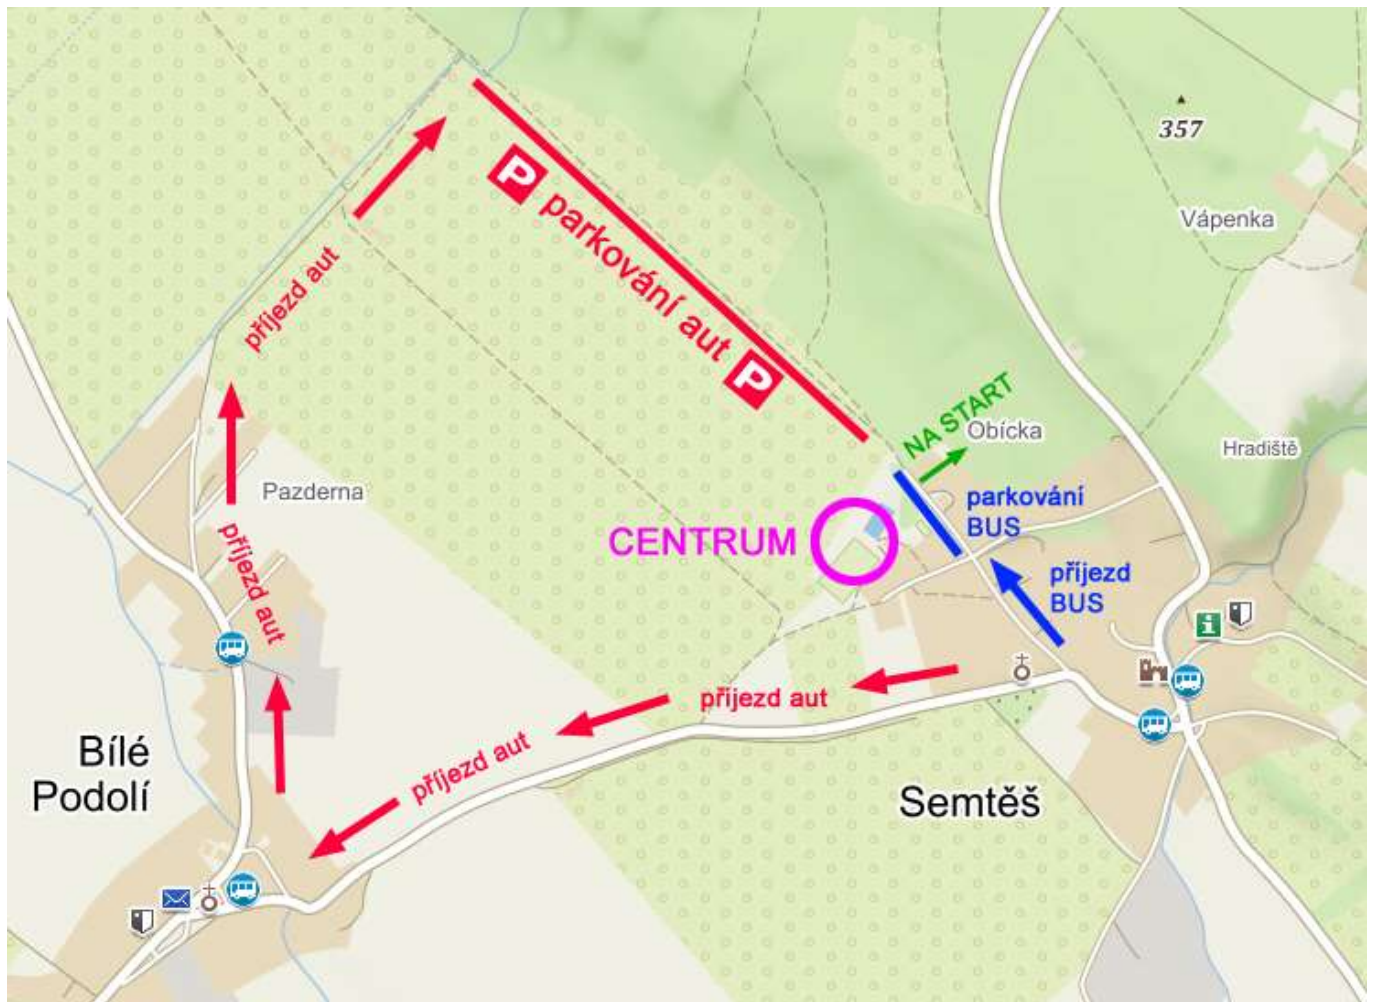 357
Vápenka
P parkování aut P
příjezd aut
NA START
Obícka
Hradiště
Pazderna
parkování
BUS
CENTRUM
příjezd
BUS
příjezd aut
i
příjezd aut
příjezd aut
Bílé
Podolí
Semtěš